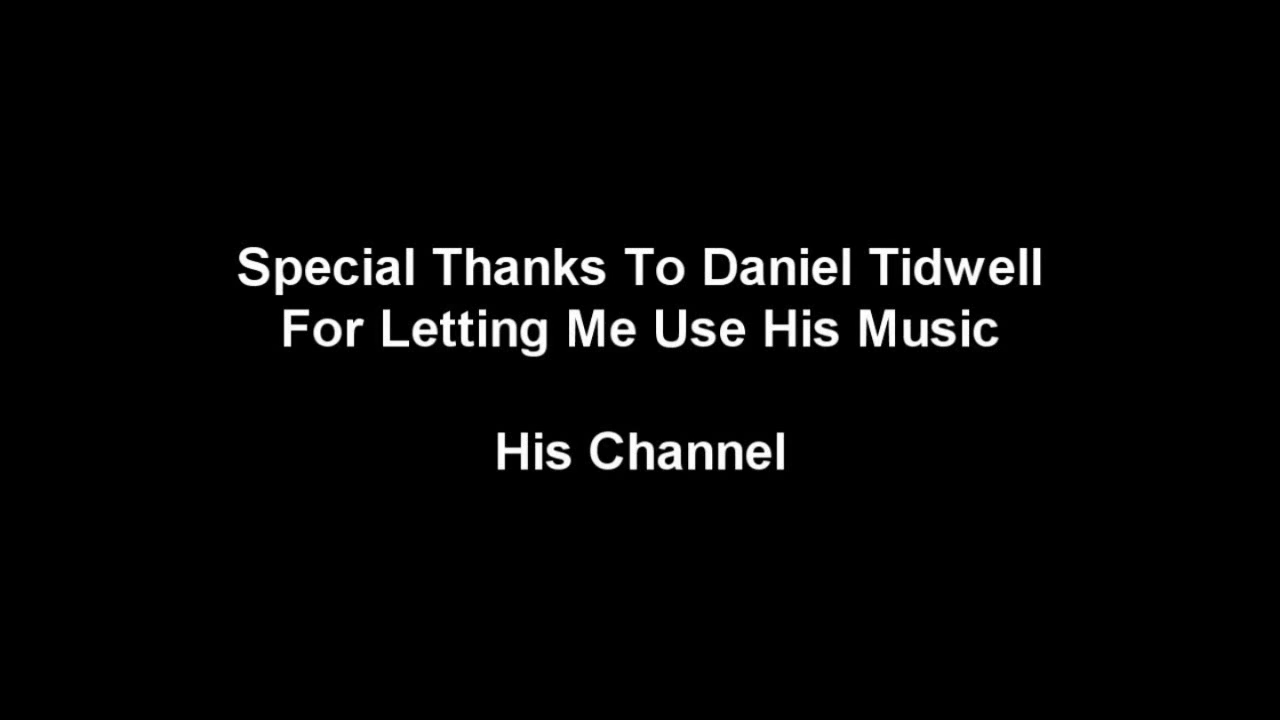 Special Thanks To Daniel Tidwell
For Letting Me Use His Music
His Channel